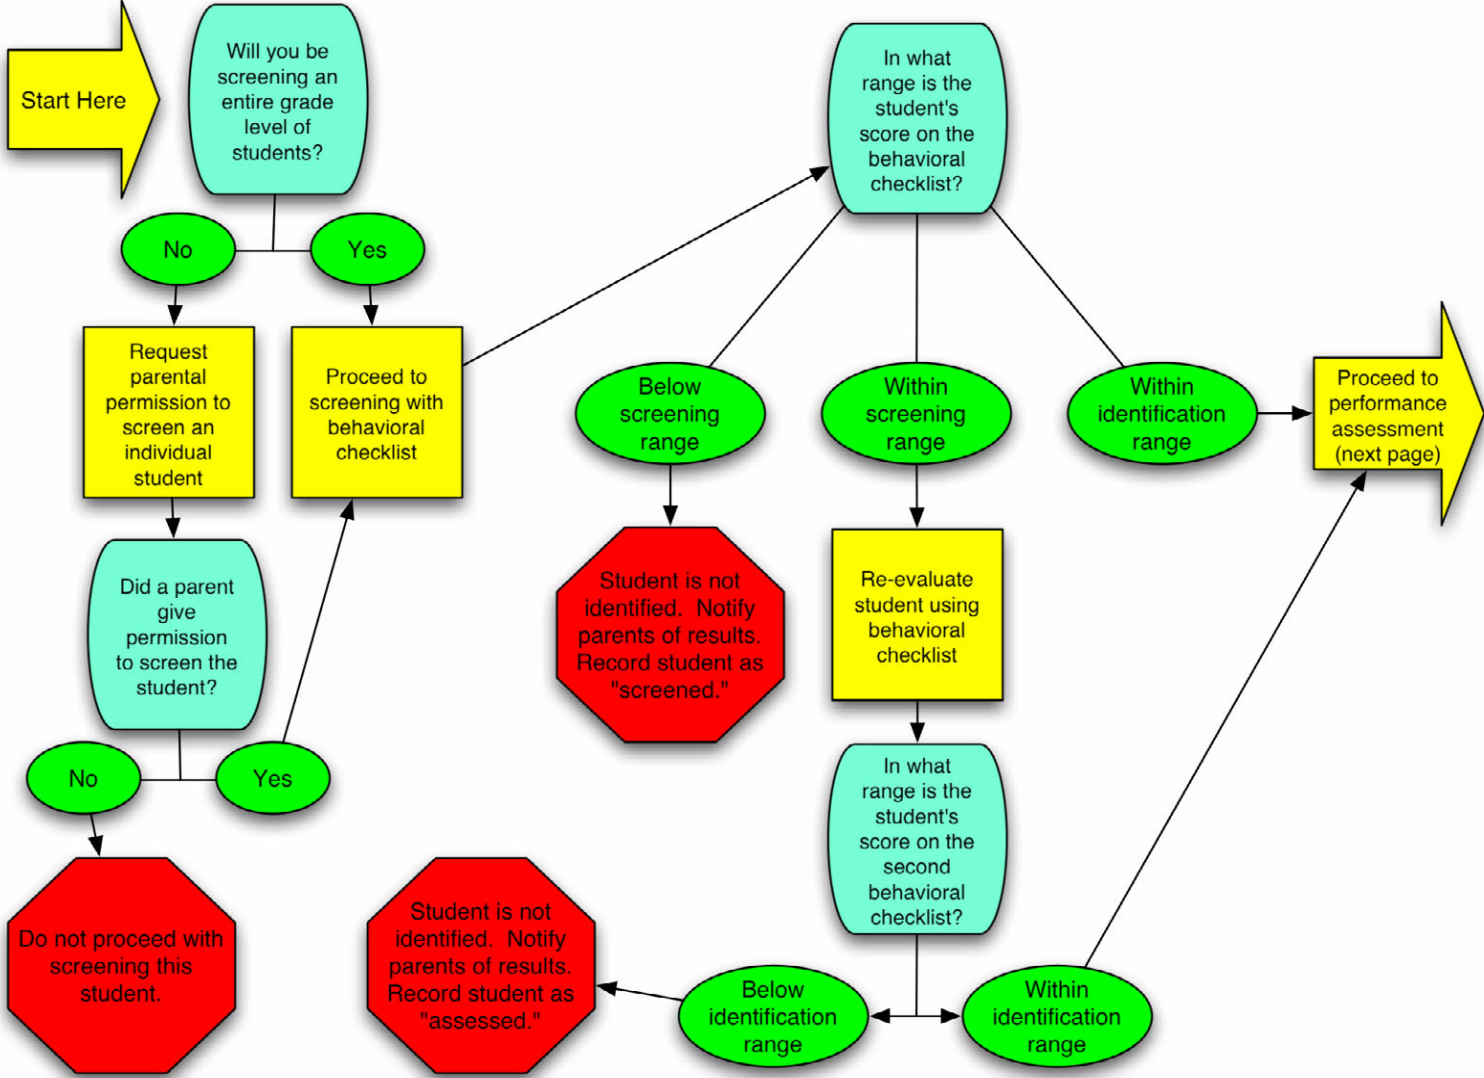 Start Here
Will you be
screening an
entire grade
level of
students?
No
Yes
Request
parental
permission to
screen an
individual
student
Proceed to
screening with
behavioral
checklist
Did a parent
give
permission
to screen the
student?
No
Yes
Do not proceed with
screening this
student.
In what
range is the
student's
score on the
behavioral
checklist?
Below
screening
range
Within
screening
range
Within
identification
range
Proceed to
performance
assessment
(next page)
Student is not
identified.  Notify
parents of results.
Record student as
"screened."
Re-evaluate
student using
behavioral
checklist
In what
range is the
student's
score on the
second
behavioral
checklist?
Below
identification
range
Within
identification
range
Student is not
identified.  Notify
parents of results.
Record student as
"assessed."